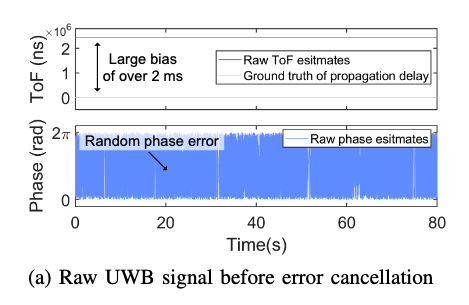 ×10⁶
ToF (ns)
2
1
0
Large bias
of over 2 ms
Raw ToF esitmates
Ground truth of propagation delay
Phase (rad)
2π
0
Random phase error
Raw phase esitmates
0 20 40 60 80
Time(s)
(a) Raw UWB signal before error cancellation